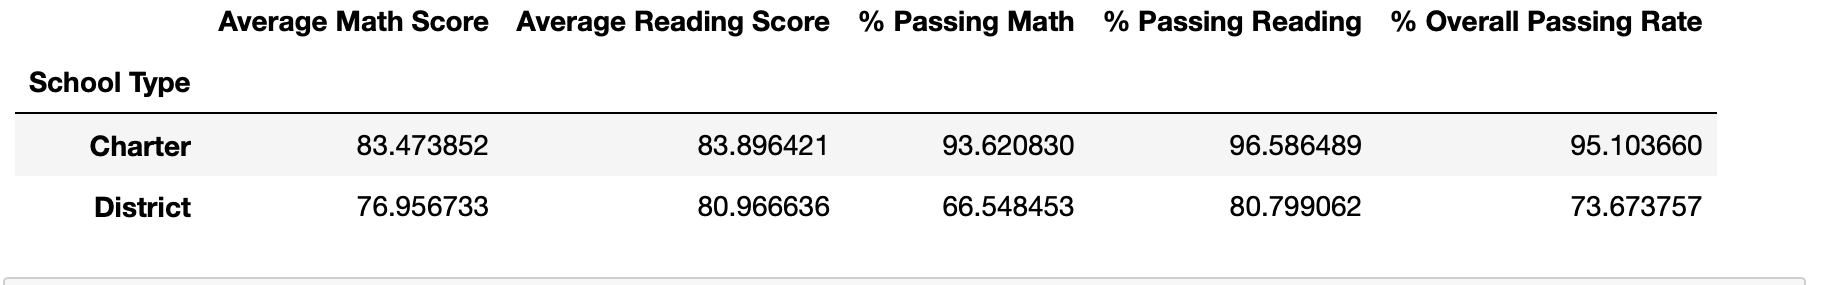 Average Math Score Average Reading Score % Passing Math % Passing Reading % Overall Passing Rate
School Type
Charter 83.473852 83.896421 93.620830 96.586489 95.103660
District 76.956733 80.966636 66.548453 80.799062 73.673757